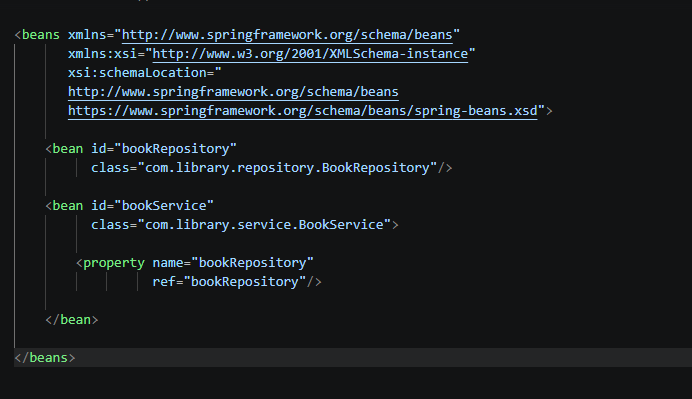 <beans xmlns="http://www.springframework.org/schema/beans"
xmlns:xsi="http://www.w3.org/2001/XMLSchema-instance"
xsi:schemaLocation="
http://www.springframework.org/schema/beans
https://www.springframework.org/schema/beans/spring-beans.xsd">
<bean id="bookRepository"
class="com.library.repository.BookRepository"/>
<bean id="bookService"
class="com.library.service.BookService">
<property name="bookRepository"
ref="bookRepository"/>
</bean>
</beans>